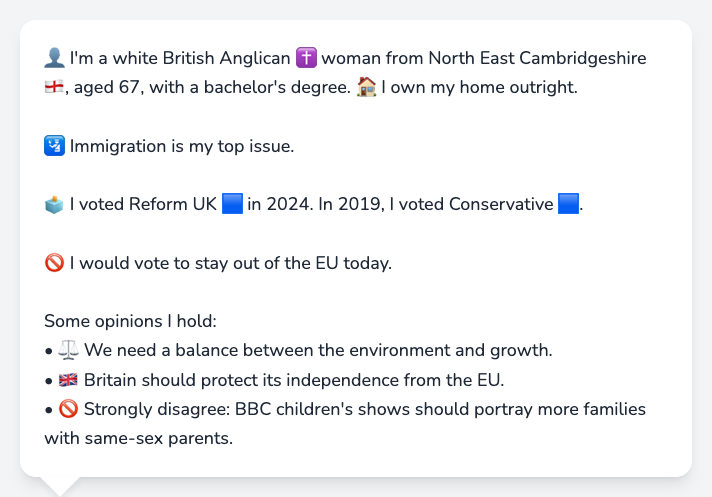 👤 I'm a white British Anglican ✝️ woman from North East Cambridgeshire
🏴󠁧󠁢󠁥󠁮󠁧󠁿, aged 67, with a bachelor's degree. 🏠 I own my home outright.
🛂 Immigration is my top issue.
🗳️ I voted Reform UK 🟦 in 2024. In 2019, I voted Conservative 🟦.
🚫 I would vote to stay out of the EU today.
Some opinions I hold:
• ⚖️ We need a balance between the environment and growth.
• 🇬🇧 Britain should protect its independence from the EU.
• 🚫 Strongly disagree: BBC children's shows should portray more families
with same-sex parents.